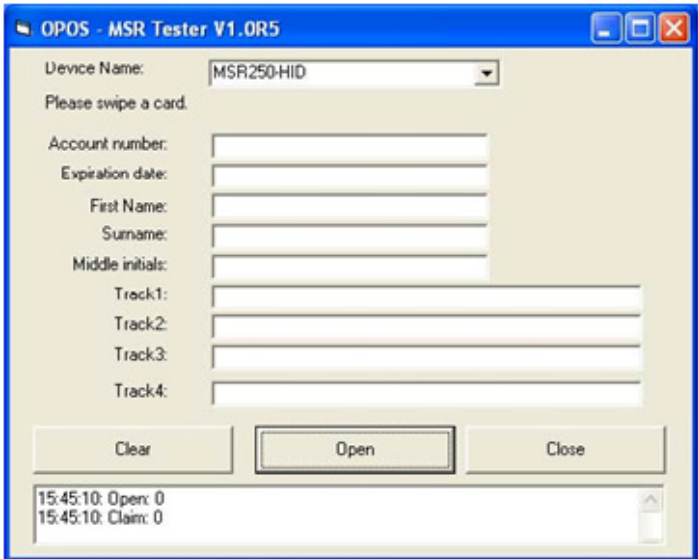 OPOS - MSR Tester V1.0R5
Device Name: MSR250-HID
Please swipe a card.
Account number:
Expiration date:
First Name:
Surname:
Middle initials:
Track1:
Track2:
Track3:
Track4:
Clear Open Close
15:45:10: Open: 0
15:45:10: Claim: 0